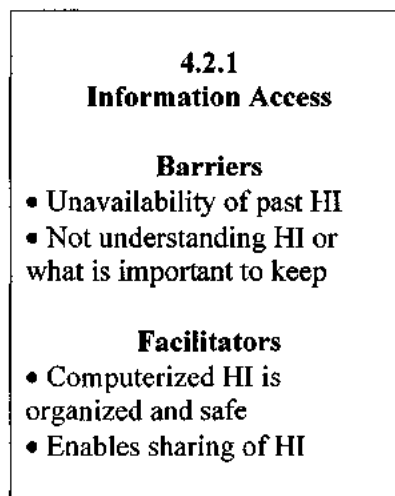 4.2.1
Information Access
Barriers
• Unavailability of past HI
• Not understanding HI or
what is important to keep
Facilitators
• Computerized HI is
organized and safe
• Enables sharing of HI